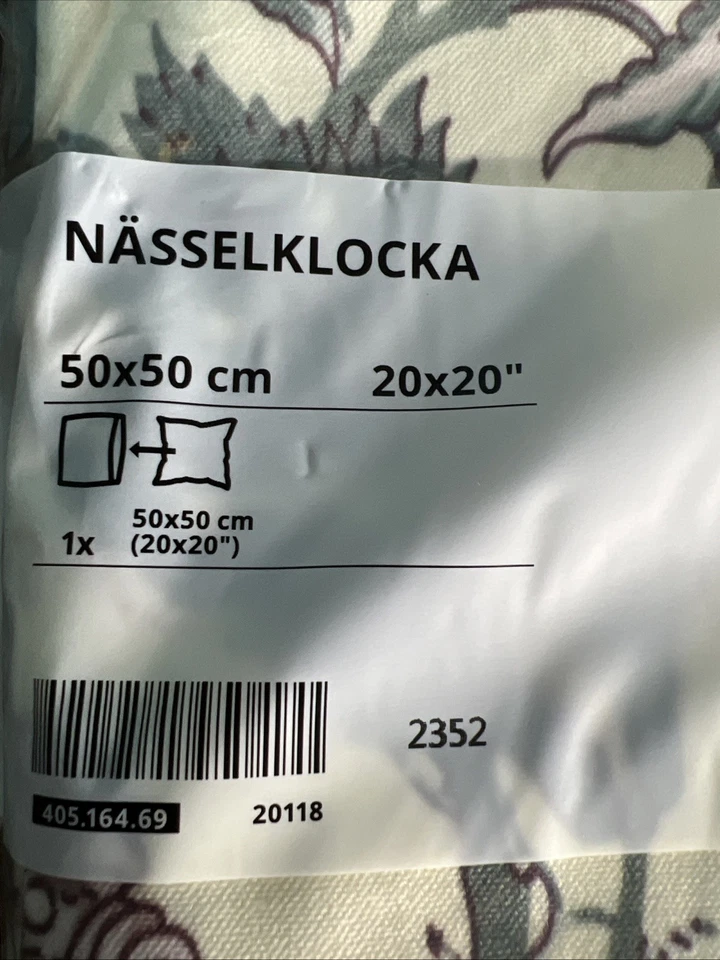 NÄSSELKLOCKA
50x50 cm 20x20"
1x 50x50 cm
(20x20")
2352
405.164.69 20118